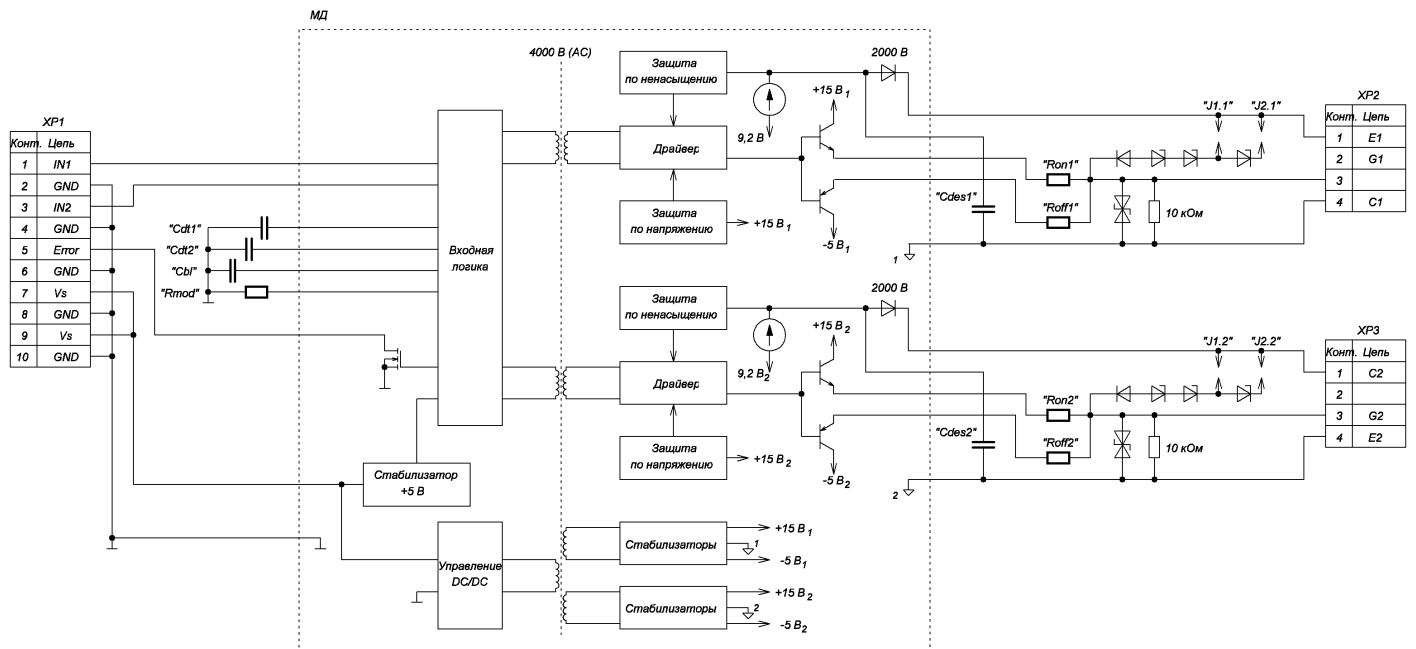 МД
4000 В (AC)
ХР1
Конт. Цепь
1 IN1
2 GND
3 IN2
4 GND
5 Error
6 GND
7 Vs
8 GND
9 Vs
10 GND
"Cdt1"
"Cdt2"
"Cbl"
"Rmod"
Входная
логика
Стабилизатор
+5 В
Управление
DC/DC
Защита
по ненасыщению
Драйвер
Защита
по напряжению
+15 В1
9,2 В
+15 В1
-5 В1
2000 В
"Cdes1"
1
"Ron1"
"Roff1"
"J1.1"
"J2.1"
10 кОм
ХР2
Конт. Цепь
1 E1
2 G1
3
4 C1
Защита
по ненасыщению
Драйвер
Защита
по напряжению
+15 В2
9,2 В2
+15 В2
-5 В2
2000 В
"Cdes2"
2
"Ron2"
"Roff2"
"J1.2"
"J2.2"
10 кОм
ХР3
Конт. Цепь
1 C2
2
3 G2
4 E2
Стабилизаторы
+15 В1
1
-5 В1
Стабилизаторы
+15 В2
2
-5 В2